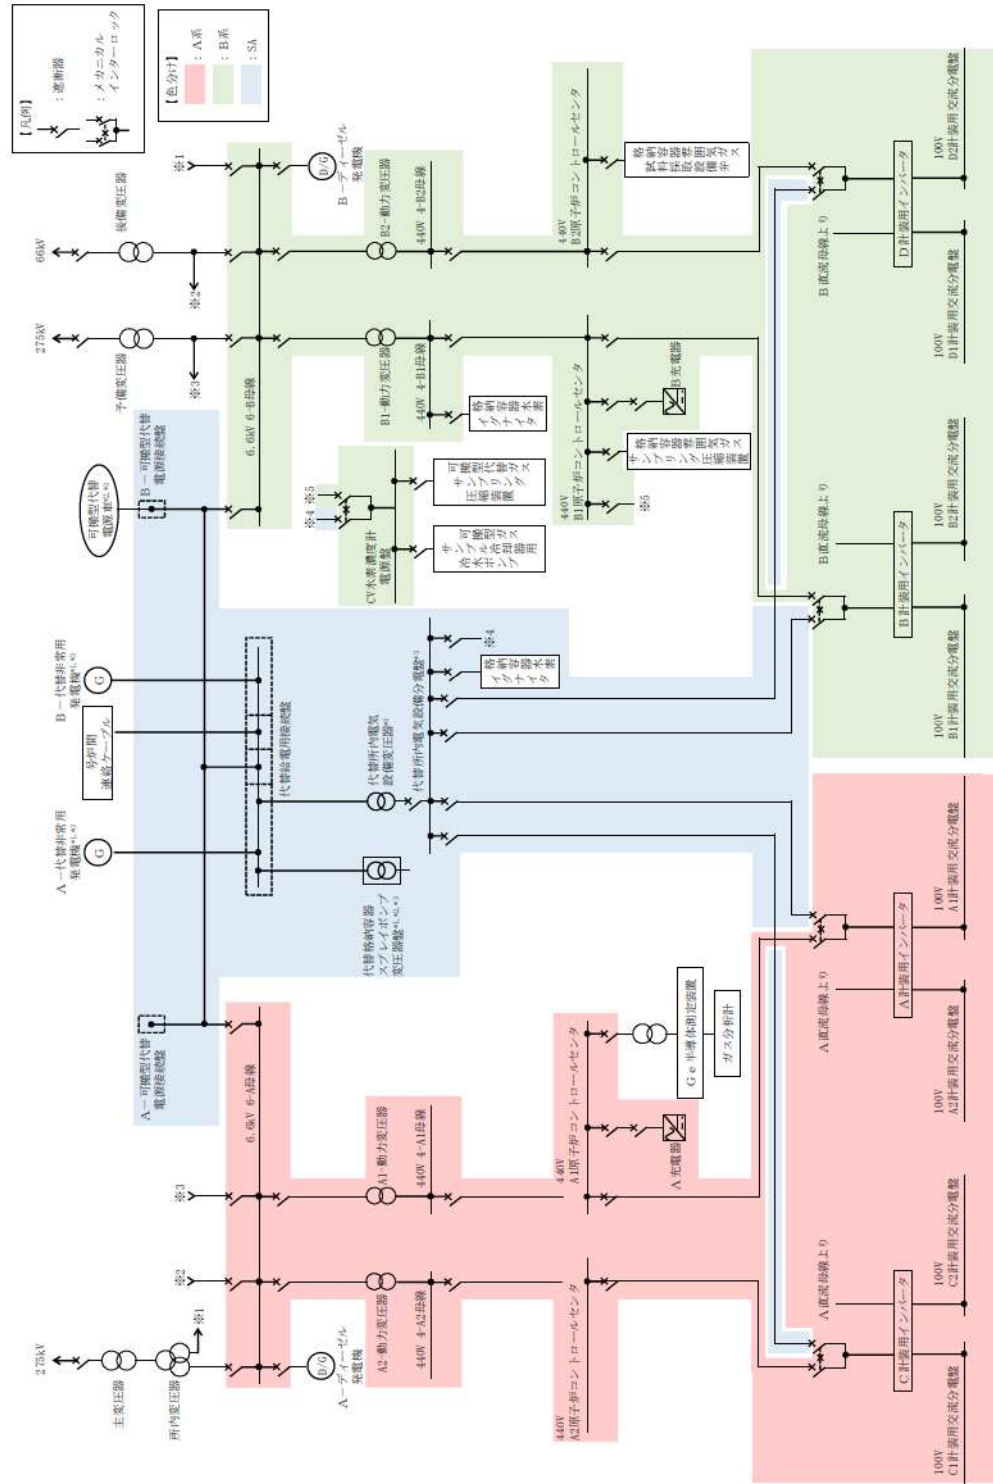 【凡例】
：遮断器
：メカニカル
インターロック
【色分け】
：A系
：B系
：SA
275kV
主変圧器
所内変圧器
※1
※2
※3
A－ディーゼル
発電機
D/G
6.6kV 6-A母線
A2-動力変圧器
440V 4-A2母線
A1-動力変圧器
440V 4-A1母線
440V
A2原子炉コントロールセンタ
440V
A1原子炉コントロールセンタ
A充電器
Ge半導体測定装置
ガス分析計
A－可搬型代替
電源接続盤
A－代替非常用
発電機
G
号炉間
連絡ケーブル
B－代替非常用
発電機
G
代替給電用接続盤
代替格納容器
スプレイポンプ
変圧器盤
代替所内電気
設備変圧器
代替所内電気設備分電盤
格納容器水素
イグナイタ
※4
可搬型代替
電源車
B－可搬型代替
電源接続盤
275kV
予備変圧器
※3
66kV
後備変圧器
※2
※1
6.6kV 6-B母線
D/G
B－ディーゼル
発電機
B1-動力変圧器
440V 4-B1母線
格納容器水素
イグナイタ
B2-動力変圧器
440V 4-B2母線
※4
※5
CV水素濃度計
電源盤
可搬型ガス
サンプル冷却器用
冷却ポンプ
可搬型代替ガス
サンプリング
圧縮装置
440V
B1原子炉コントロールセンタ
※5
格納容器雰囲気ガス
サンプリング圧縮装置
B充電器
440V
B2原子炉コントロールセンタ
格納容器雰囲気ガス
試料採取設備弁
A直流母線より
C計装用インバータ
100V
C1計装用交流分電盤
100V
C2計装用交流分電盤
A直流母線より
A計装用インバータ
100V
A2計装用交流分電盤
100V
A1計装用交流分電盤
B直流母線より
B計装用インバータ
100V
B1計装用交流分電盤
100V
B2計装用交流分電盤
B直流母線より
D計装用インバータ
100V
D1計装用交流分電盤
100V
D2計装用交流分電盤